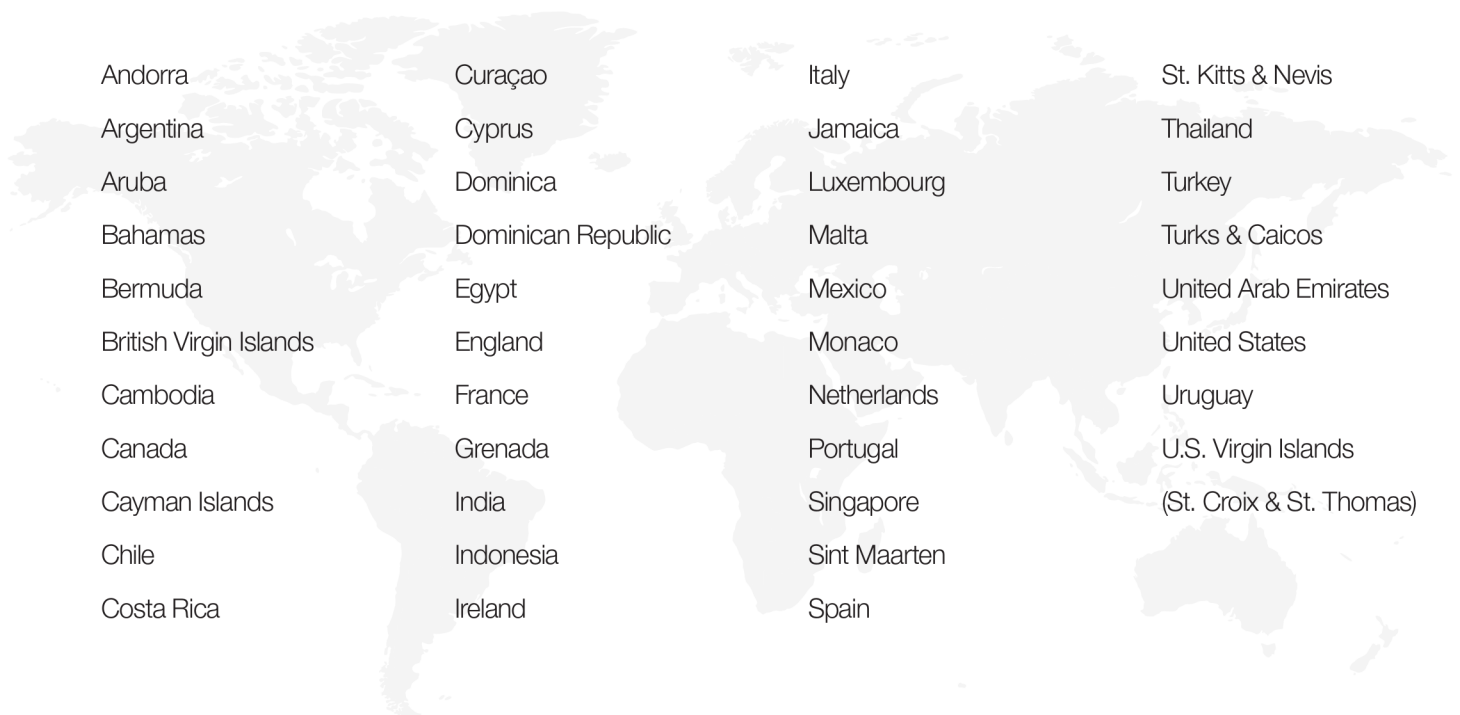 Andorra
Argentina
Aruba
Bahamas
Bermuda
British Virgin Islands
Cambodia
Canada
Cayman Islands
Chile
Costa Rica
Curaçao
Cyprus
Dominica
Dominican Republic
Egypt
England
France
Grenada
India
Indonesia
Ireland
Italy
Jamaica
Luxembourg
Malta
Mexico
Monaco
Netherlands
Portugal
Singapore
Sint Maarten
Spain
St. Kitts & Nevis
Thailand
Turkey
Turks & Caicos
United Arab Emirates
United States
Uruguay
U.S. Virgin Islands
(St. Croix & St. Thomas)